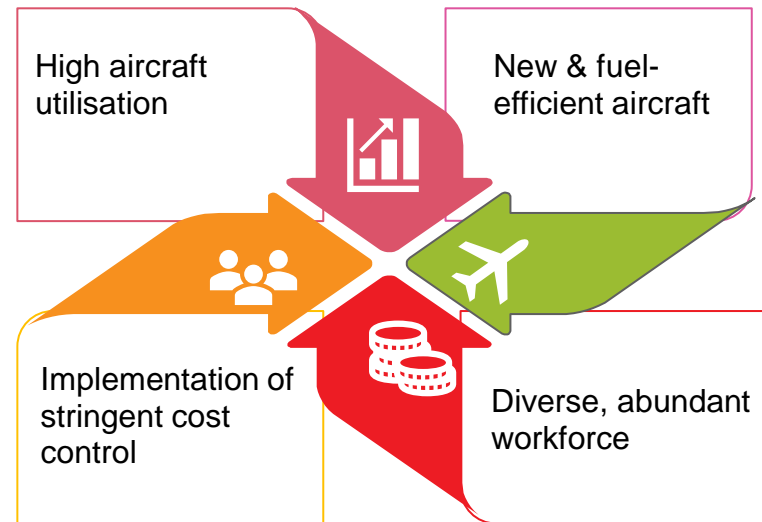 High aircraft
utilisation
New & fuel-
efficient aircraft
Implementation of
stringent cost
control
Diverse, abundant
workforce